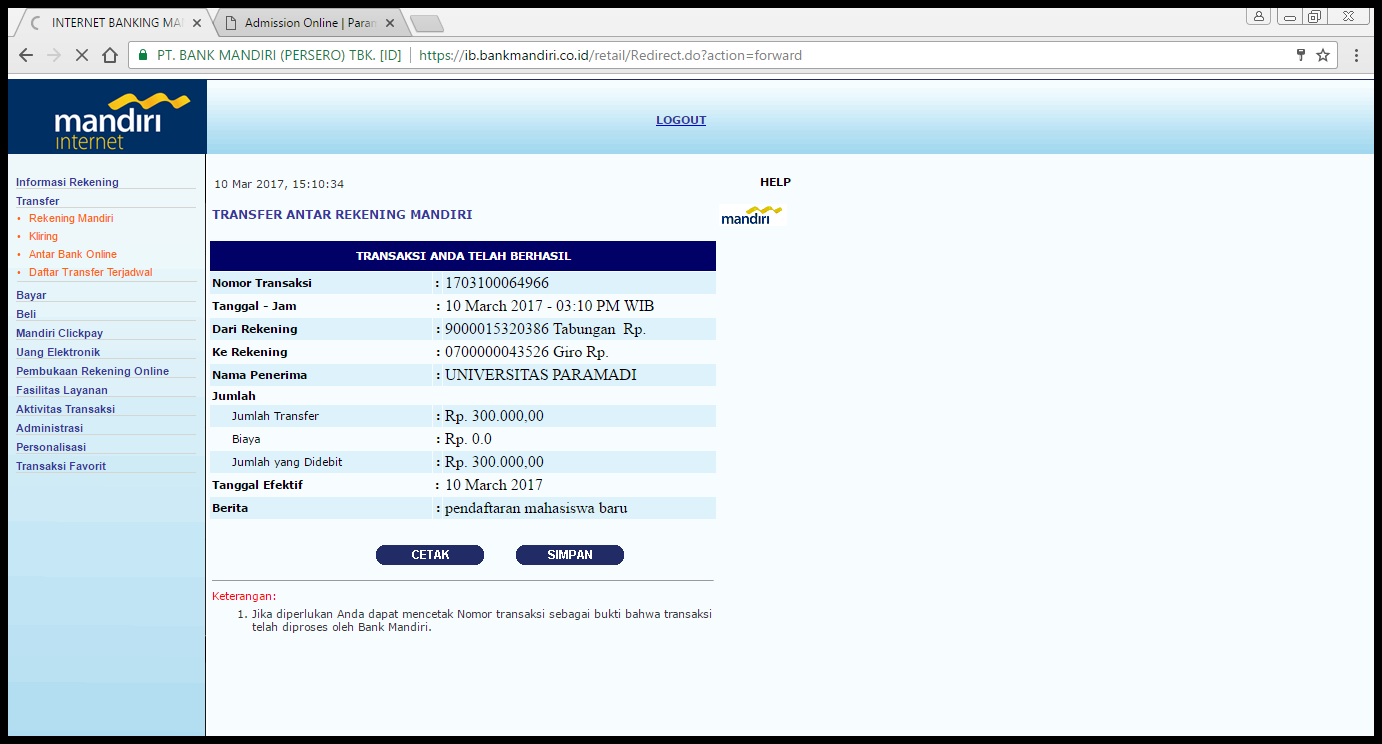 INTERNET BANKING MA
Admission Online | Paran
PT. BANK MANDIRI (PERSERO) TBK. [ID] https://ib.bankmandiri.co.id/retail/Redirect.do?action=forward
mandiri
internet
LOGOUT
Informasi Rekening
Transfer
• Rekening Mandiri
• Kliring
• Antar Bank Online
• Daftar Transfer Terjadwal
Bayar
Beli
Mandiri Clickpay
Uang Elektronik
Pembukaan Rekening Online
Fasilitas Layanan
Aktivitas Transaksi
Administrasi
Personalisasi
Transaksi Favorit
10 Mar 2017, 15:10:34
HELP
TRANSFER ANTAR REKENING MANDIRI
mandiri
TRANSAKSI ANDA TELAH BERHASIL
Nomor Transaksi : 1703100064966
Tanggal - Jam : 10 March 2017 - 03:10 PM WIB
Dari Rekening : 9000015320386 Tabungan Rp.
Ke Rekening : 0700000043526 Giro Rp.
Nama Penerima : UNIVERSITAS PARAMADI
Jumlah
Jumlah Transfer : Rp. 300.000,00
Biaya : Rp. 0.0
Jumlah yang Didebit : Rp. 300.000,00
Tanggal Efektif : 10 March 2017
Berita : pendaftaran mahasiswa baru
CETAK SIMPAN
Keterangan:
1. Jika diperlukan Anda dapat mencetak Nomor transaksi sebagai bukti bahwa transaksi
telah diproses oleh Bank Mandiri.